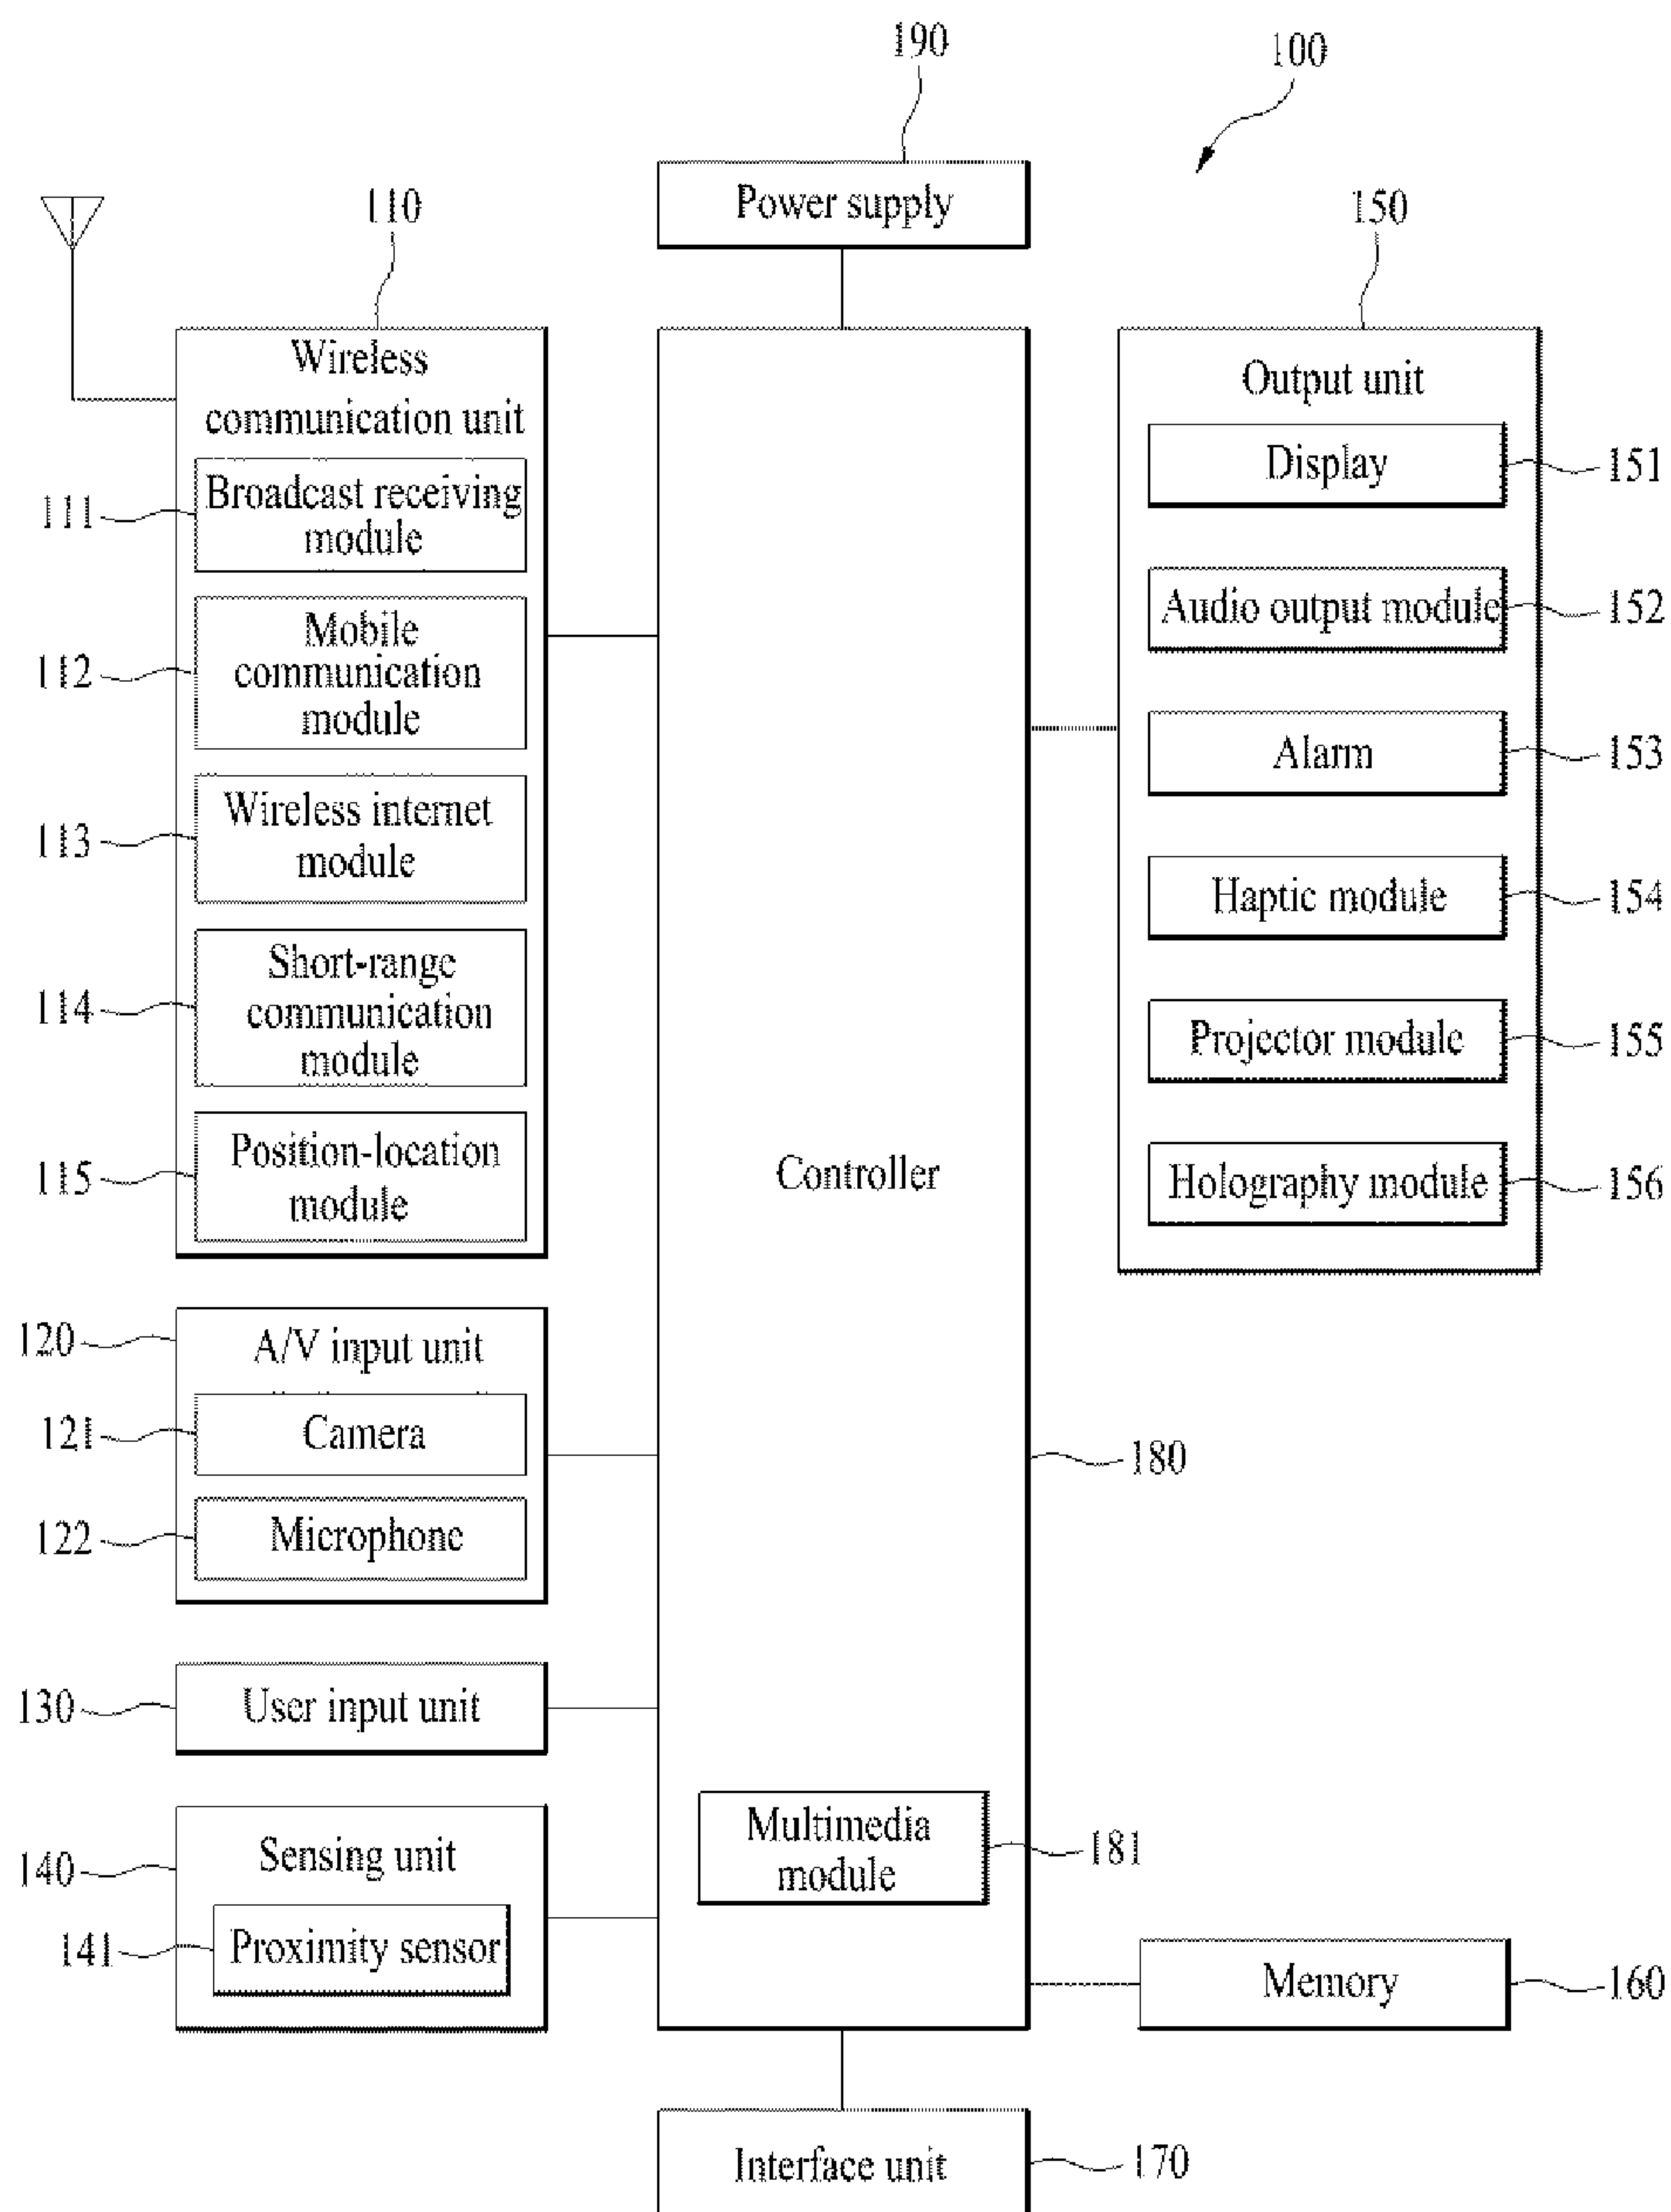 190
100
Power supply
110
150
Wireless
communication unit
111
Broadcast receiving
module
112
Mobile
communication
module
113
Wireless internet
module
114
Short-range
communication
module
115
Position-location
module
Output unit
Display
151
Audio output module
152
Alarm
153
Haptic module
154
Projector module
155
Holography module
156
Controller
180
120
A/V input unit
121
Camera
122
Microphone
130
User input unit
140
Sensing unit
141
Proximity sensor
Multimedia
module
181
Memory
160
Interface unit
170